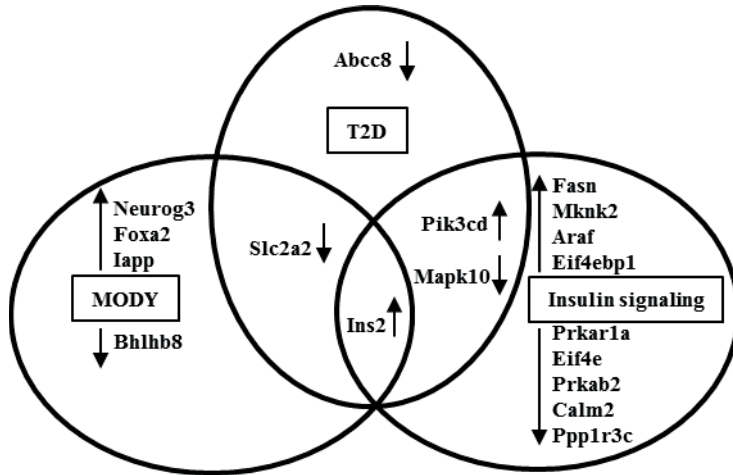 Abcc8
T2D
Neurog3
Foxa2
Iapp
MODY
Bhlhb8
Slc2a2
Pik3cd
Mapk10
Ins2
Fasn
Mknk2
Araf
Eif4ebp1
Insulin signaling
Prkar1a
Eif4e
Prkab2
Calm2
Ppp1r3c